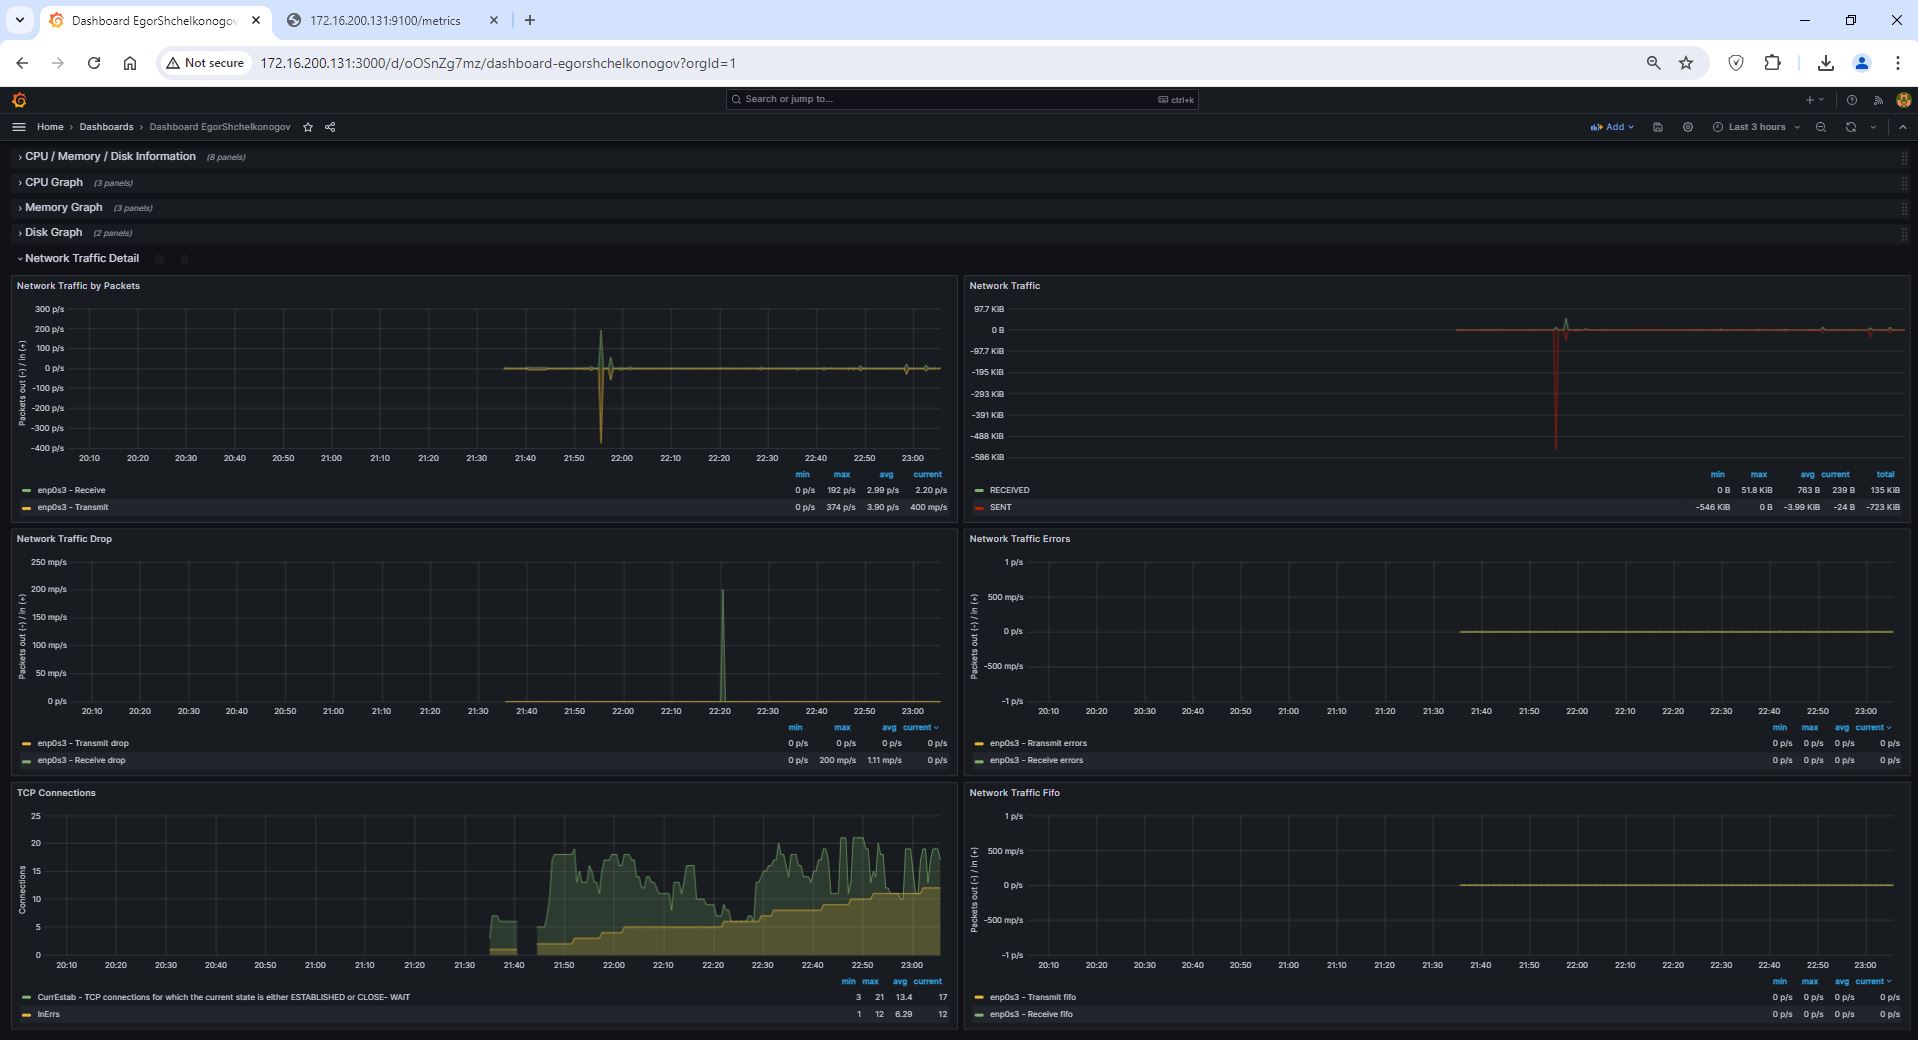 Dashboard EgorShchelkonogov
172.16.200.131:9100/metrics
Not secure
172.16.200.131:3000/d/oOSnZg7mz/dashboard-egorshchelkonogov?orgId=1
Search or jump to...
ctrl+k
Home
Dashboards
Dashboard EgorShchelkonogov
Add
Last 3 hours
CPU / Memory / Disk Information (8 panels)
CPU Graph (3 panels)
Memory Graph (3 panels)
Disk Graph (2 panels)
Network Traffic Detail
Network Traffic by Packets
Packets out (-) / in (+)
300 p/s
200 p/s
100 p/s
0 p/s
-100 p/s
-200 p/s
-300 p/s
-400 p/s
20:10 20:20 20:30 20:40 20:50 21:00 21:10 21:20 21:30 21:40 21:50 22:00 22:10 22:20 22:30 22:40 22:50 23:00
min max avg current
enp0s3 - Receive 0 p/s 192 p/s 2.99 p/s 2.20 p/s
enp0s3 - Transmit 0 p/s 374 p/s 3.90 p/s 400 mp/s
Network Traffic
97.7 KiB
0 B
-97.7 KiB
-195 KiB
-293 KiB
-391 KiB
-488 KiB
-586 KiB
min max avg current total
RECEIVED 0 B 51.8 KiB 763 B 239 B 135 KiB
SENT -546 KiB 0 B -3.99 KiB -24 B -723 KiB
Network Traffic Drop
Packets out (-) / in (+)
250 mp/s
200 mp/s
150 mp/s
100 mp/s
50 mp/s
0 p/s
20:10 20:20 20:30 20:40 20:50 21:00 21:10 21:20 21:30 21:40 21:50 22:00 22:10 22:20 22:30 22:40 22:50 23:00
min max avg current
enp0s3 - Transmit drop 0 p/s 0 p/s 0 p/s 0 p/s
enp0s3 - Receive drop 0 p/s 200 mp/s 1.11 mp/s 0 p/s
Network Traffic Errors
Packets out (-) / in (+)
1 p/s
500 mp/s
0 p/s
-500 mp/s
-1 p/s
20:10 20:20 20:30 20:40 20:50 21:00 21:10 21:20 21:30 21:40 21:50 22:00 22:10 22:20 22:30 22:40 22:50 23:00
min max avg current
enp0s3 - Rransmit errors 0 p/s 0 p/s 0 p/s 0 p/s
enp0s3 - Receive errors 0 p/s 0 p/s 0 p/s 0 p/s
TCP Connections
Connections
25
20
15
10
5
0
20:10 20:20 20:30 20:40 20:50 21:00 21:10 21:20 21:30 21:40 21:50 22:00 22:10 22:20 22:30 22:40 22:50 23:00
min max avg current
CurrEstab - TCP connections for which the current state is either ESTABLISHED or CLOSE- WAIT 3 21 13.4 17
InErrs 1 12 6.29 12
Network Traffic Fifo
Packets out (-) / in (+)
1 p/s
500 mp/s
0 p/s
-500 mp/s
-1 p/s
20:10 20:20 20:30 20:40 20:50 21:00 21:10 21:20 21:30 21:40 21:50 22:00 22:10 22:20 22:30 22:40 22:50 23:00
min max avg current
enp0s3 - Transmit fifo 0 p/s 0 p/s 0 p/s 0 p/s
enp0s3 - Receive fifo 0 p/s 0 p/s 0 p/s 0 p/s